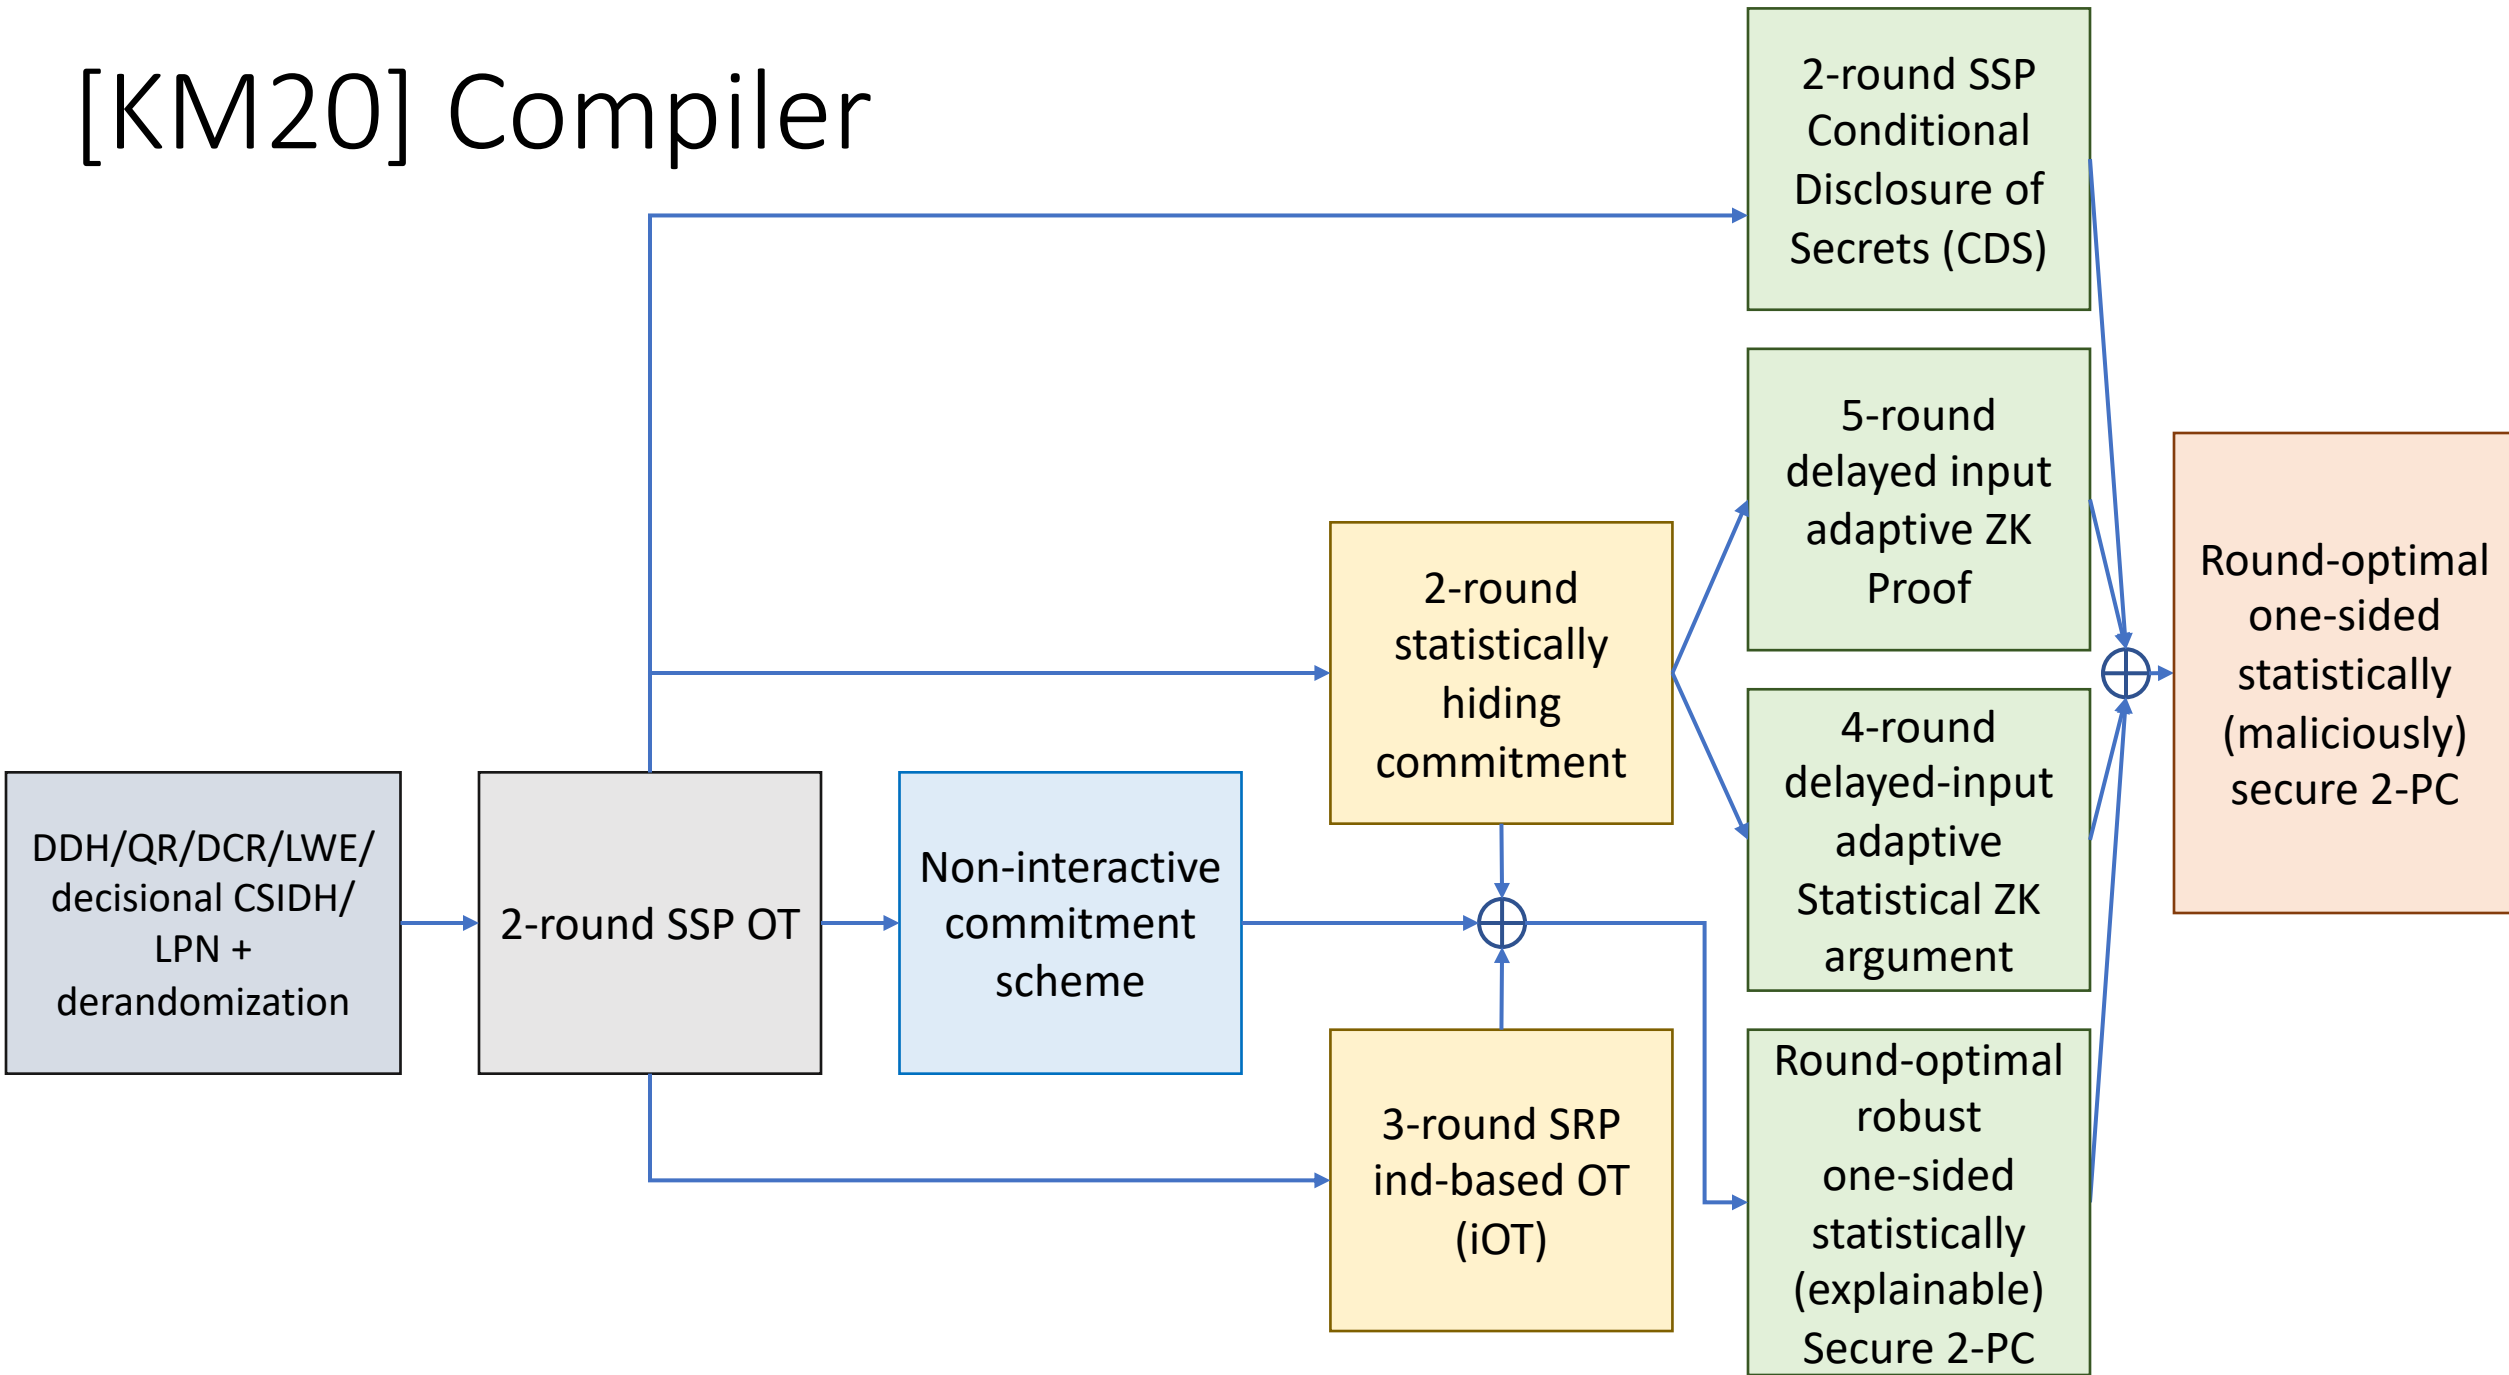 [KM20] Compiler
2-round SSP
Conditional
Disclosure of
Secrets (CDS)
5-round
delayed input
adaptive ZK
Proof
2-round
statistically
hiding
commitment
Round-optimal
one-sided
statistically
(maliciously)
secure 2-PC
4-round
delayed-input
adaptive
Statistical ZK
argument
DDH/QR/DCR/LWE/
decisional CSIDH/
LPN +
derandomization
2-round SSP OT
Non-interactive
commitment
scheme
3-round SRP
ind-based OT
(iOT)
Round-optimal
robust
one-sided
statistically
(explainable)
Secure 2-PC